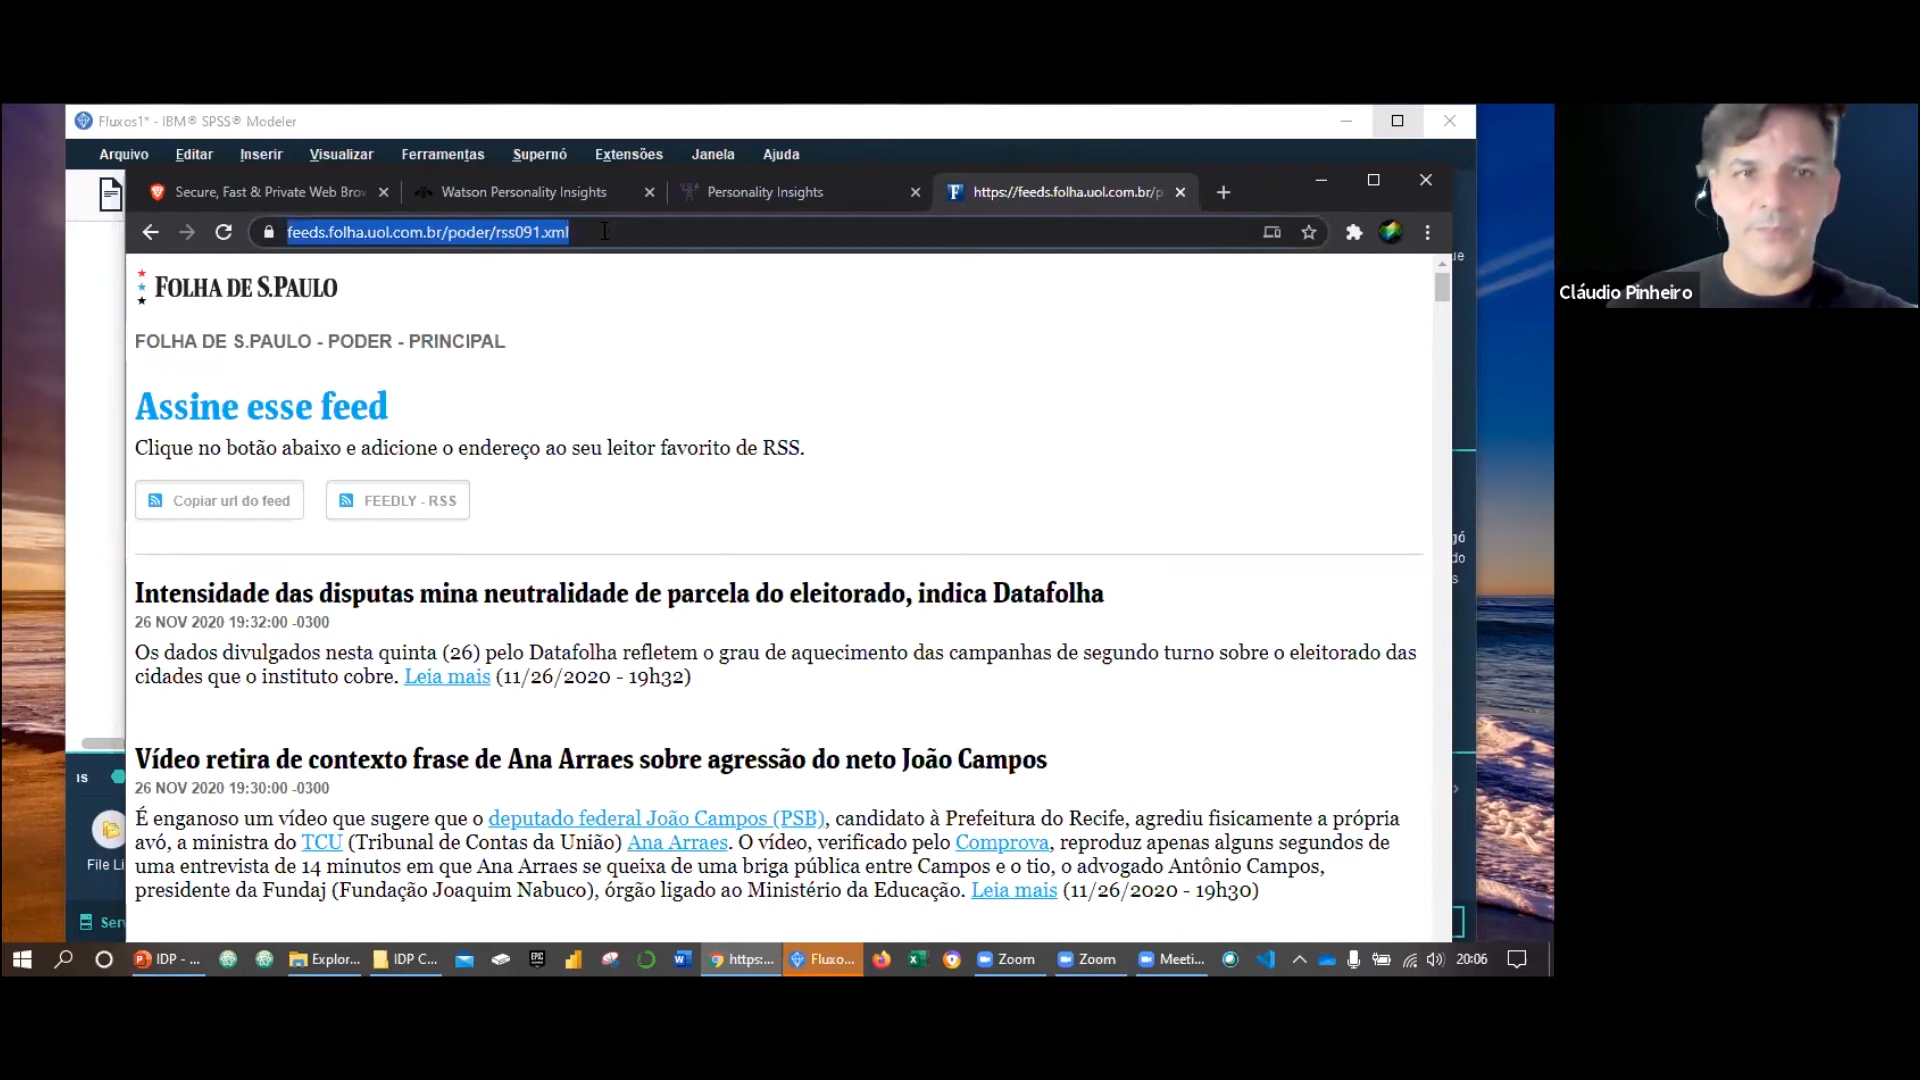 Fluxos1* - IBM® SPSS® Modeler
Arquivo Editar Inserir Visualizar Ferramentas Supernó Extensões Janela Ajuda
Secure, Fast & Private Web Brov Watson Personality Insights Personality Insights https://feeds.folha.uol.com.br/p
feeds.folha.uol.com.br/poder/rss091.xml
FOLHA DE S.PAULO
FOLHA DE S.PAULO - PODER - PRINCIPAL
Assine esse feed
Clique no botão abaixo e adicione o endereço ao seu leitor favorito de RSS.
Copiar url do feed FEEDLY - RSS
Intensidade das disputas mina neutralidade de parcela do eleitorado, indica Datafolha
26 NOV 2020 19:32:00 -0300
Os dados divulgados nesta quinta (26) pelo Datafolha refletem o grau de aquecimento das campanhas de segundo turno sobre o eleitorado das
cidades que o instituto cobre. Leia mais (11/26/2020 - 19h32)
Vídeo retira de contexto frase de Ana Arraes sobre agressão do neto João Campos
26 NOV 2020 19:30:00 -0300
É enganoso um vídeo que sugere que o deputado federal João Campos (PSB), candidato à Prefeitura do Recife, agrediu fisicamente a própria
avó, a ministra do TCU (Tribunal de Contas da União) Ana Arraes. O vídeo, verificado pelo Comprova, reproduz apenas alguns segundos de
uma entrevista de 14 minutos em que Ana Arraes se queixa de uma briga pública entre Campos e o tio, o advogado Antônio Campos,
presidente da Fundaj (Fundação Joaquim Nabuco), órgão ligado ao Ministério da Educação. Leia mais (11/26/2020 - 19h30)
File Li
Serv
IDP - ... Explor... IDP C... https:... Fluxo... Zoom Zoom Meeti... 20:06
Cláudio Pinheiro